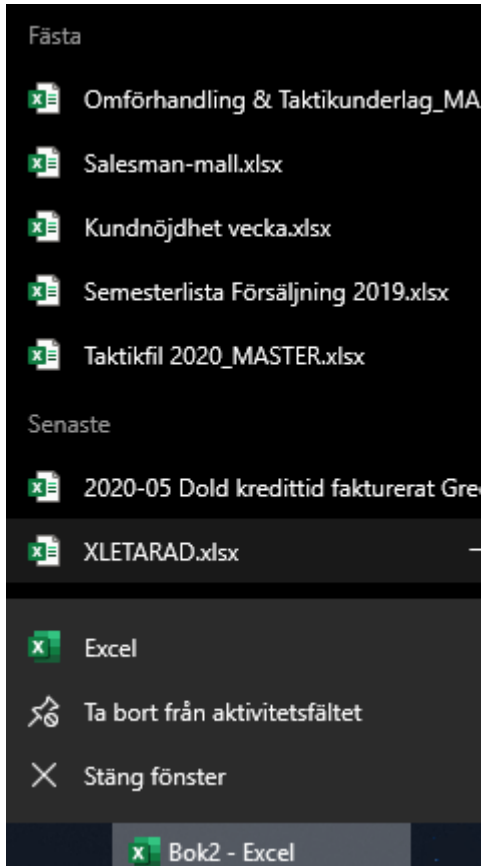 Fästa
Omförhandling & Taktikunderlag_MA
Salesman-mall.xlsx
Kundnöjdhet vecka.xlsx
Semesterlista Försäljning 2019.xlsx
Taktikfil 2020_MASTER.xlsx
Senaste
2020-05 Dold kredittid fakturerat Gre
XLETARAD.xlsx
Excel
Ta bort från aktivitetsfältet
Stäng fönster
Bok2 - Excel